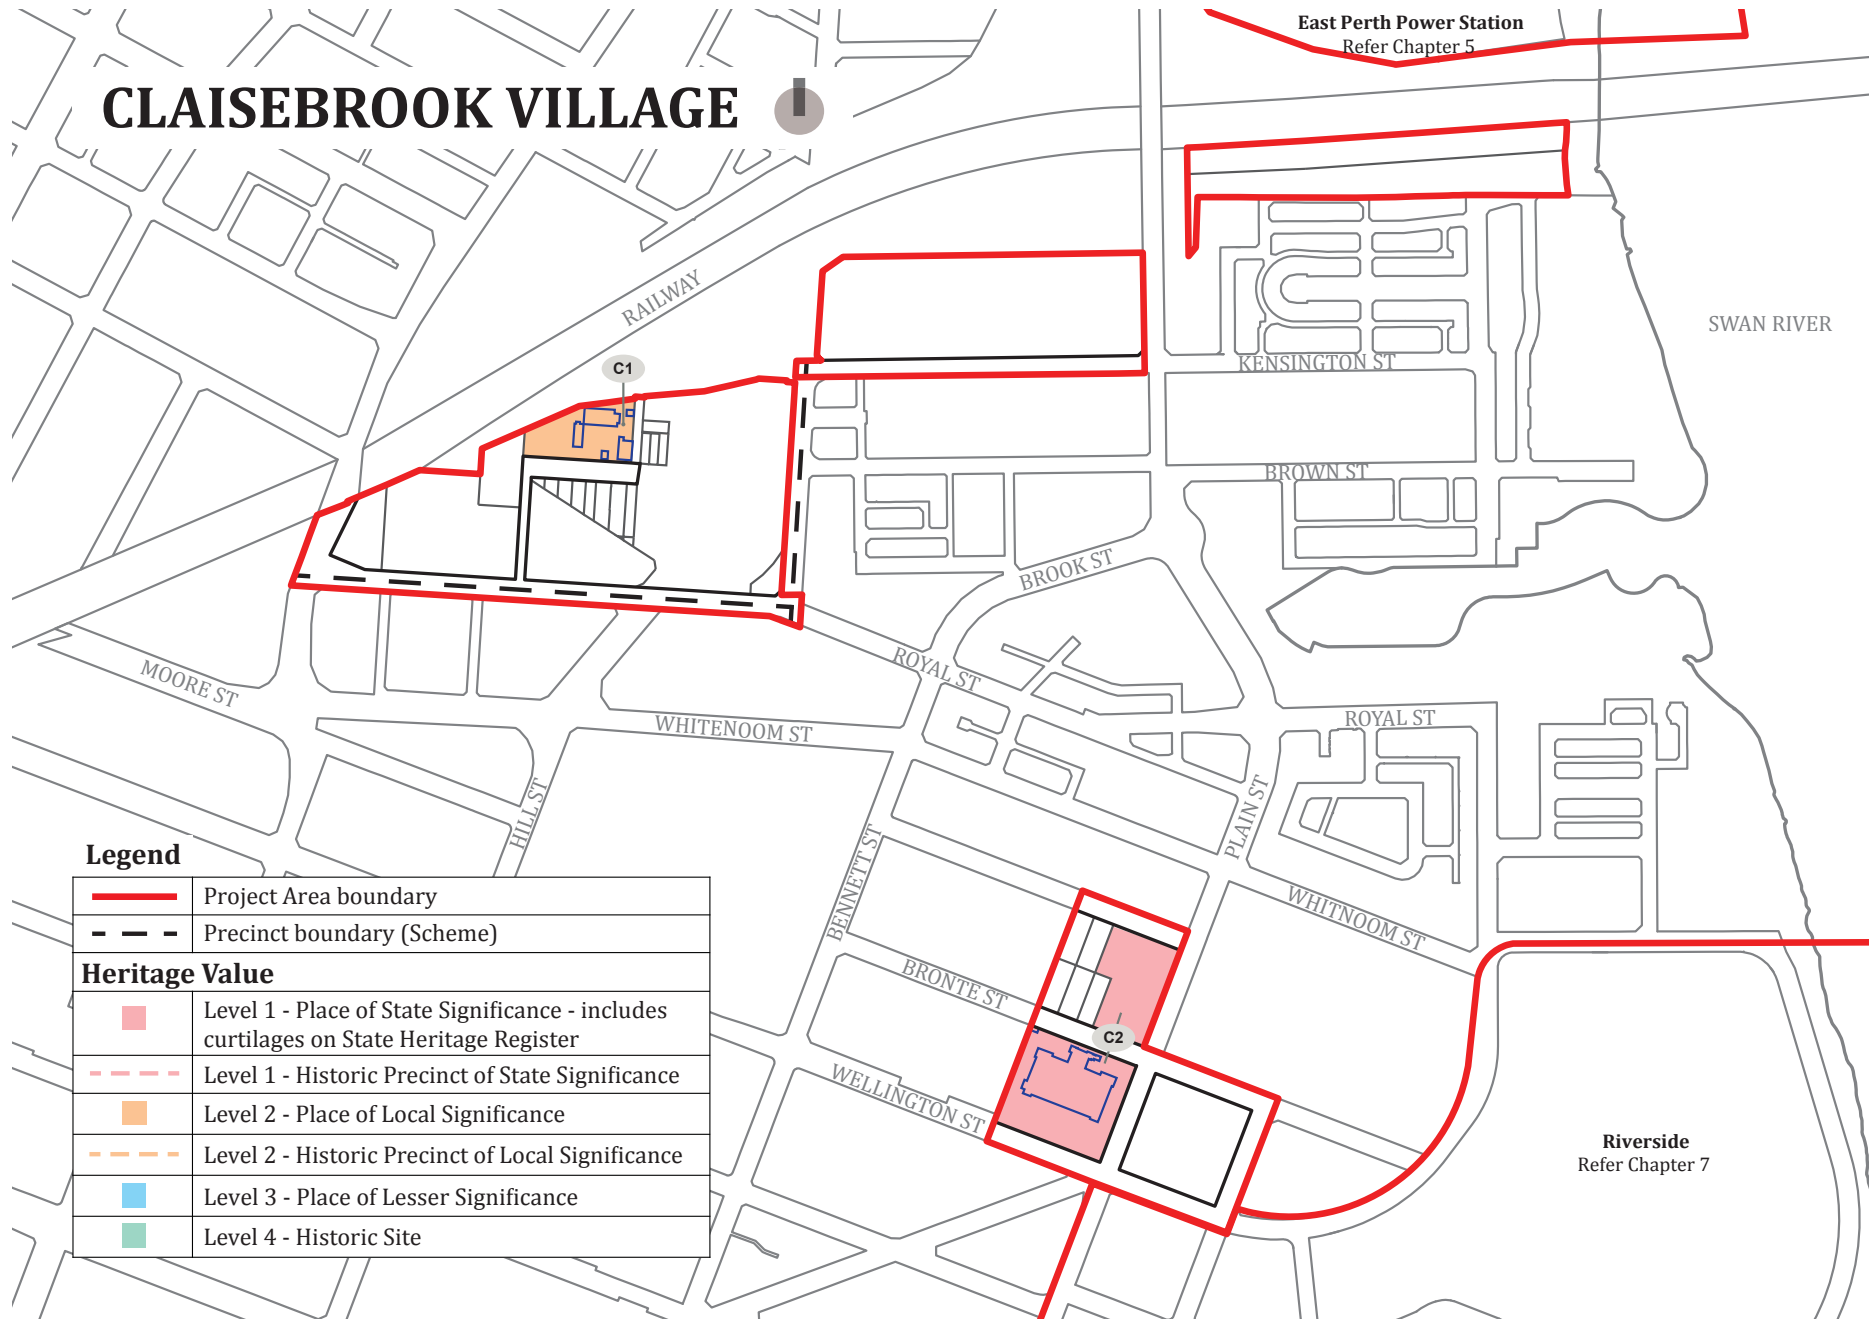 East Perth Power Station
Refer Chapter 5
CLAISEBROOK VILLAGE
RAILWAY
SWAN RIVER
C1
KENSINGTON ST
BROWN ST
BROOK ST
ROYAL ST
MOORE ST
WHITENOOM ST
ROYAL ST
HILL ST
PLAIN ST
BENNETT ST
WHITNOOM ST
BRONTE ST
C2
WELLINGTON ST
Riverside
Refer Chapter 7
Legend
Project Area boundary
Precinct boundary (Scheme)
Heritage Value
Level 1 - Place of State Significance - includes
curtilages on State Heritage Register
Level 1 - Historic Precinct of State Significance
Level 2 - Place of Local Significance
Level 2 - Historic Precinct of Local Significance
Level 3 - Place of Lesser Significance
Level 4 - Historic Site